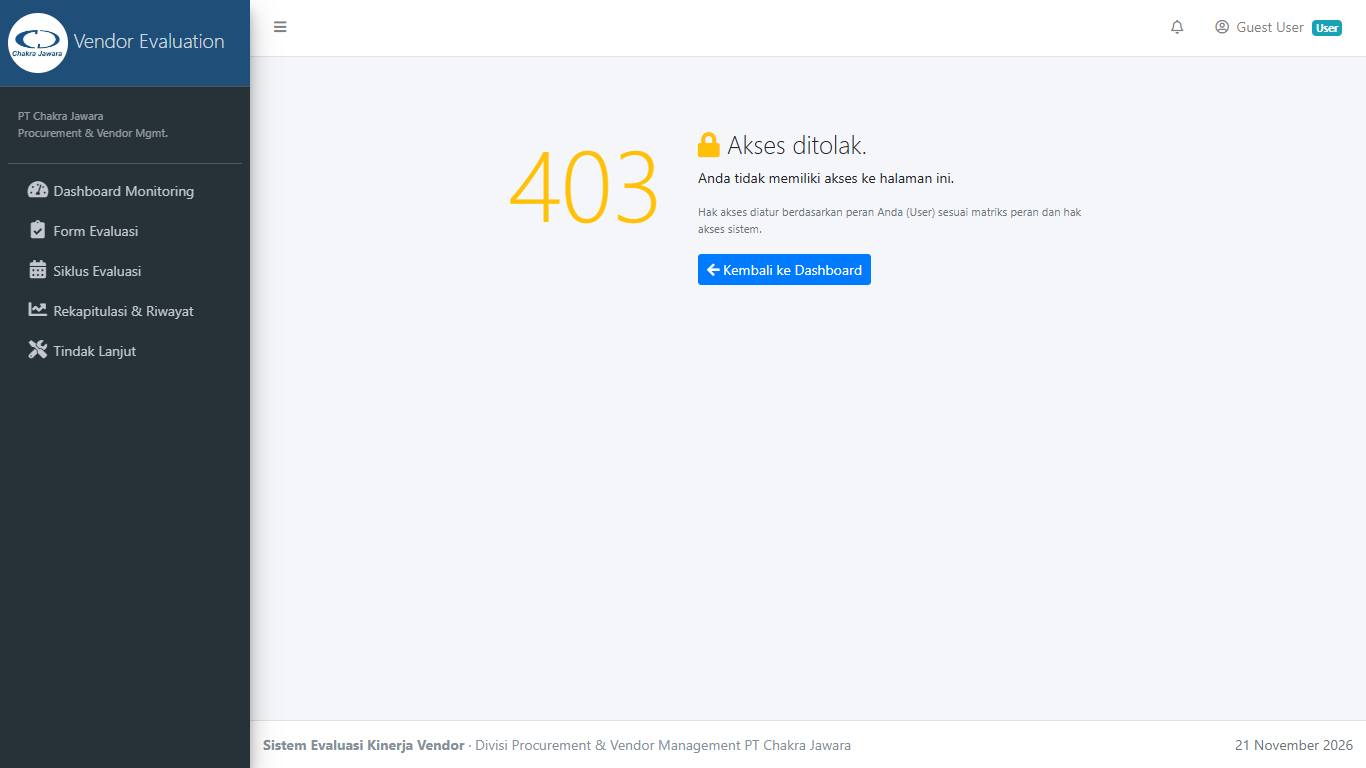 Chakra Jawara
Vendor Evaluation
Guest User
User
PT Chakra Jawara
Procurement & Vendor Mgmt.
Dashboard Monitoring
Form Evaluasi
Siklus Evaluasi
Rekapitulasi & Riwayat
Tindak Lanjut
403
Akses ditolak.
Anda tidak memiliki akses ke halaman ini.
Hak akses diatur berdasarkan peran Anda (User) sesuai matriks peran dan hak
akses sistem.
Kembali ke Dashboard
Sistem Evaluasi Kinerja Vendor · Divisi Procurement & Vendor Management PT Chakra Jawara
21 November 2026